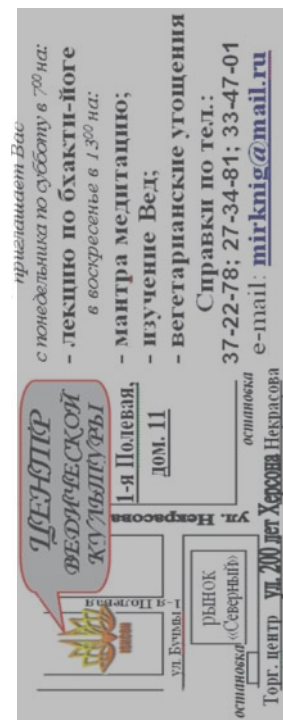 ЦЕНТР
ВЕДИЧЕСКОЙ
КУЛЬТУРЫ
приглашает Вас
с понедельника по субботу в 7⁰⁰ на:
- лекцию по бхакти-йоге
в воскресенье в 13⁰⁰ на:
- мантра медитацию;
- изучение Вед;
- вегетарианские угощения
Справки по тел.:
37-22-78; 27-34-81; 33-47-01
e-mail: mirknig@mail.ru
1-я Полевая,
дом. 11
ул. Некрасова
1-я Полевая
ул. Бучмы
рынок
«Северный»
остановка
остановка
Торг. центр ул. 200 лет Херсона Некрасова